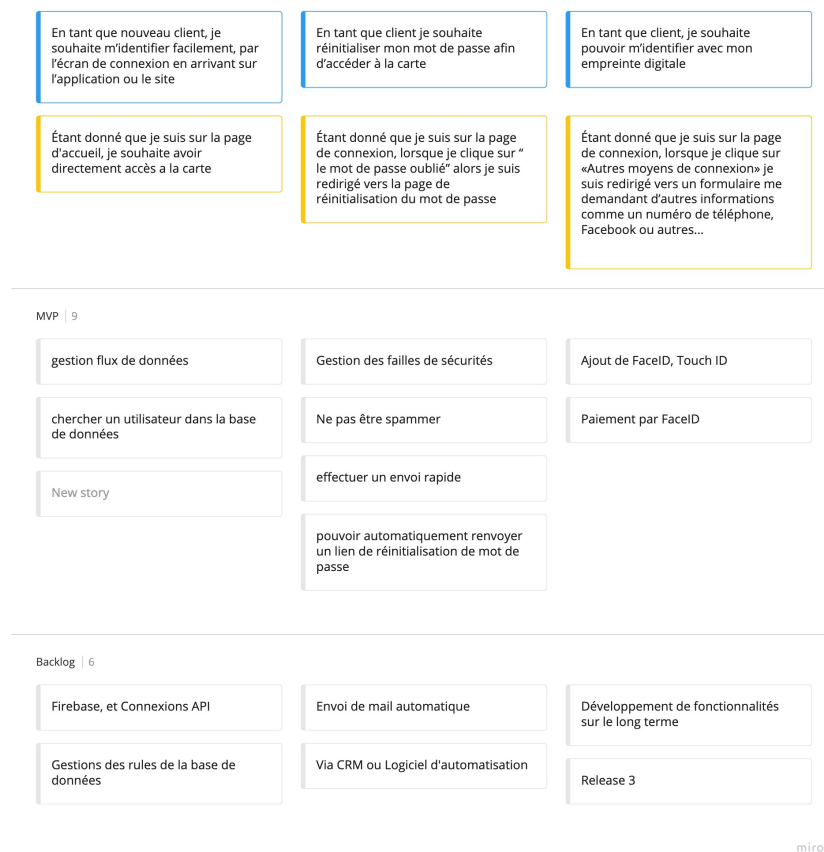 En tant que nouveau client, je
souhaite m’identifier facilement, par
l’écran de connexion en arrivant sur
l’application ou le site
En tant que client je souhaite
réinitialiser mon mot de passe afin
d’accéder à la carte
En tant que client, je souhaite
pouvoir m’identifier avec mon
empreinte digitale
Étant donné que je suis sur la page
d'accueil, je souhaite avoir
directement accès a la carte
Étant donné que je suis sur la page
de connexion, lorsque je clique sur “
le mot de passe oublié” alors je suis
redirigé vers la page de
réinitialisation du mot de passe
Étant donné que je suis sur la page
de connexion, lorsque je clique sur
«Autres moyens de connexion» je
suis redirigé vers un formulaire me
demandant d’autres informations
comme un numéro de téléphone,
Facebook ou autres...
MVP 9
gestion flux de données
Gestion des failles de sécurités
Ajout de FaceID, Touch ID
chercher un utilisateur dans la base
de données
Ne pas être spammer
Paiement par FaceID
New story
effectuer un envoi rapide
pouvoir automatiquement renvoyer
un lien de réinitialisation de mot de
passe
Backlog 6
Firebase, et Connexions API
Envoi de mail automatique
Développement de fonctionnalités
sur le long terme
Gestions des rules de la base de
données
Via CRM ou Logiciel d'automatisation
Release 3
miro